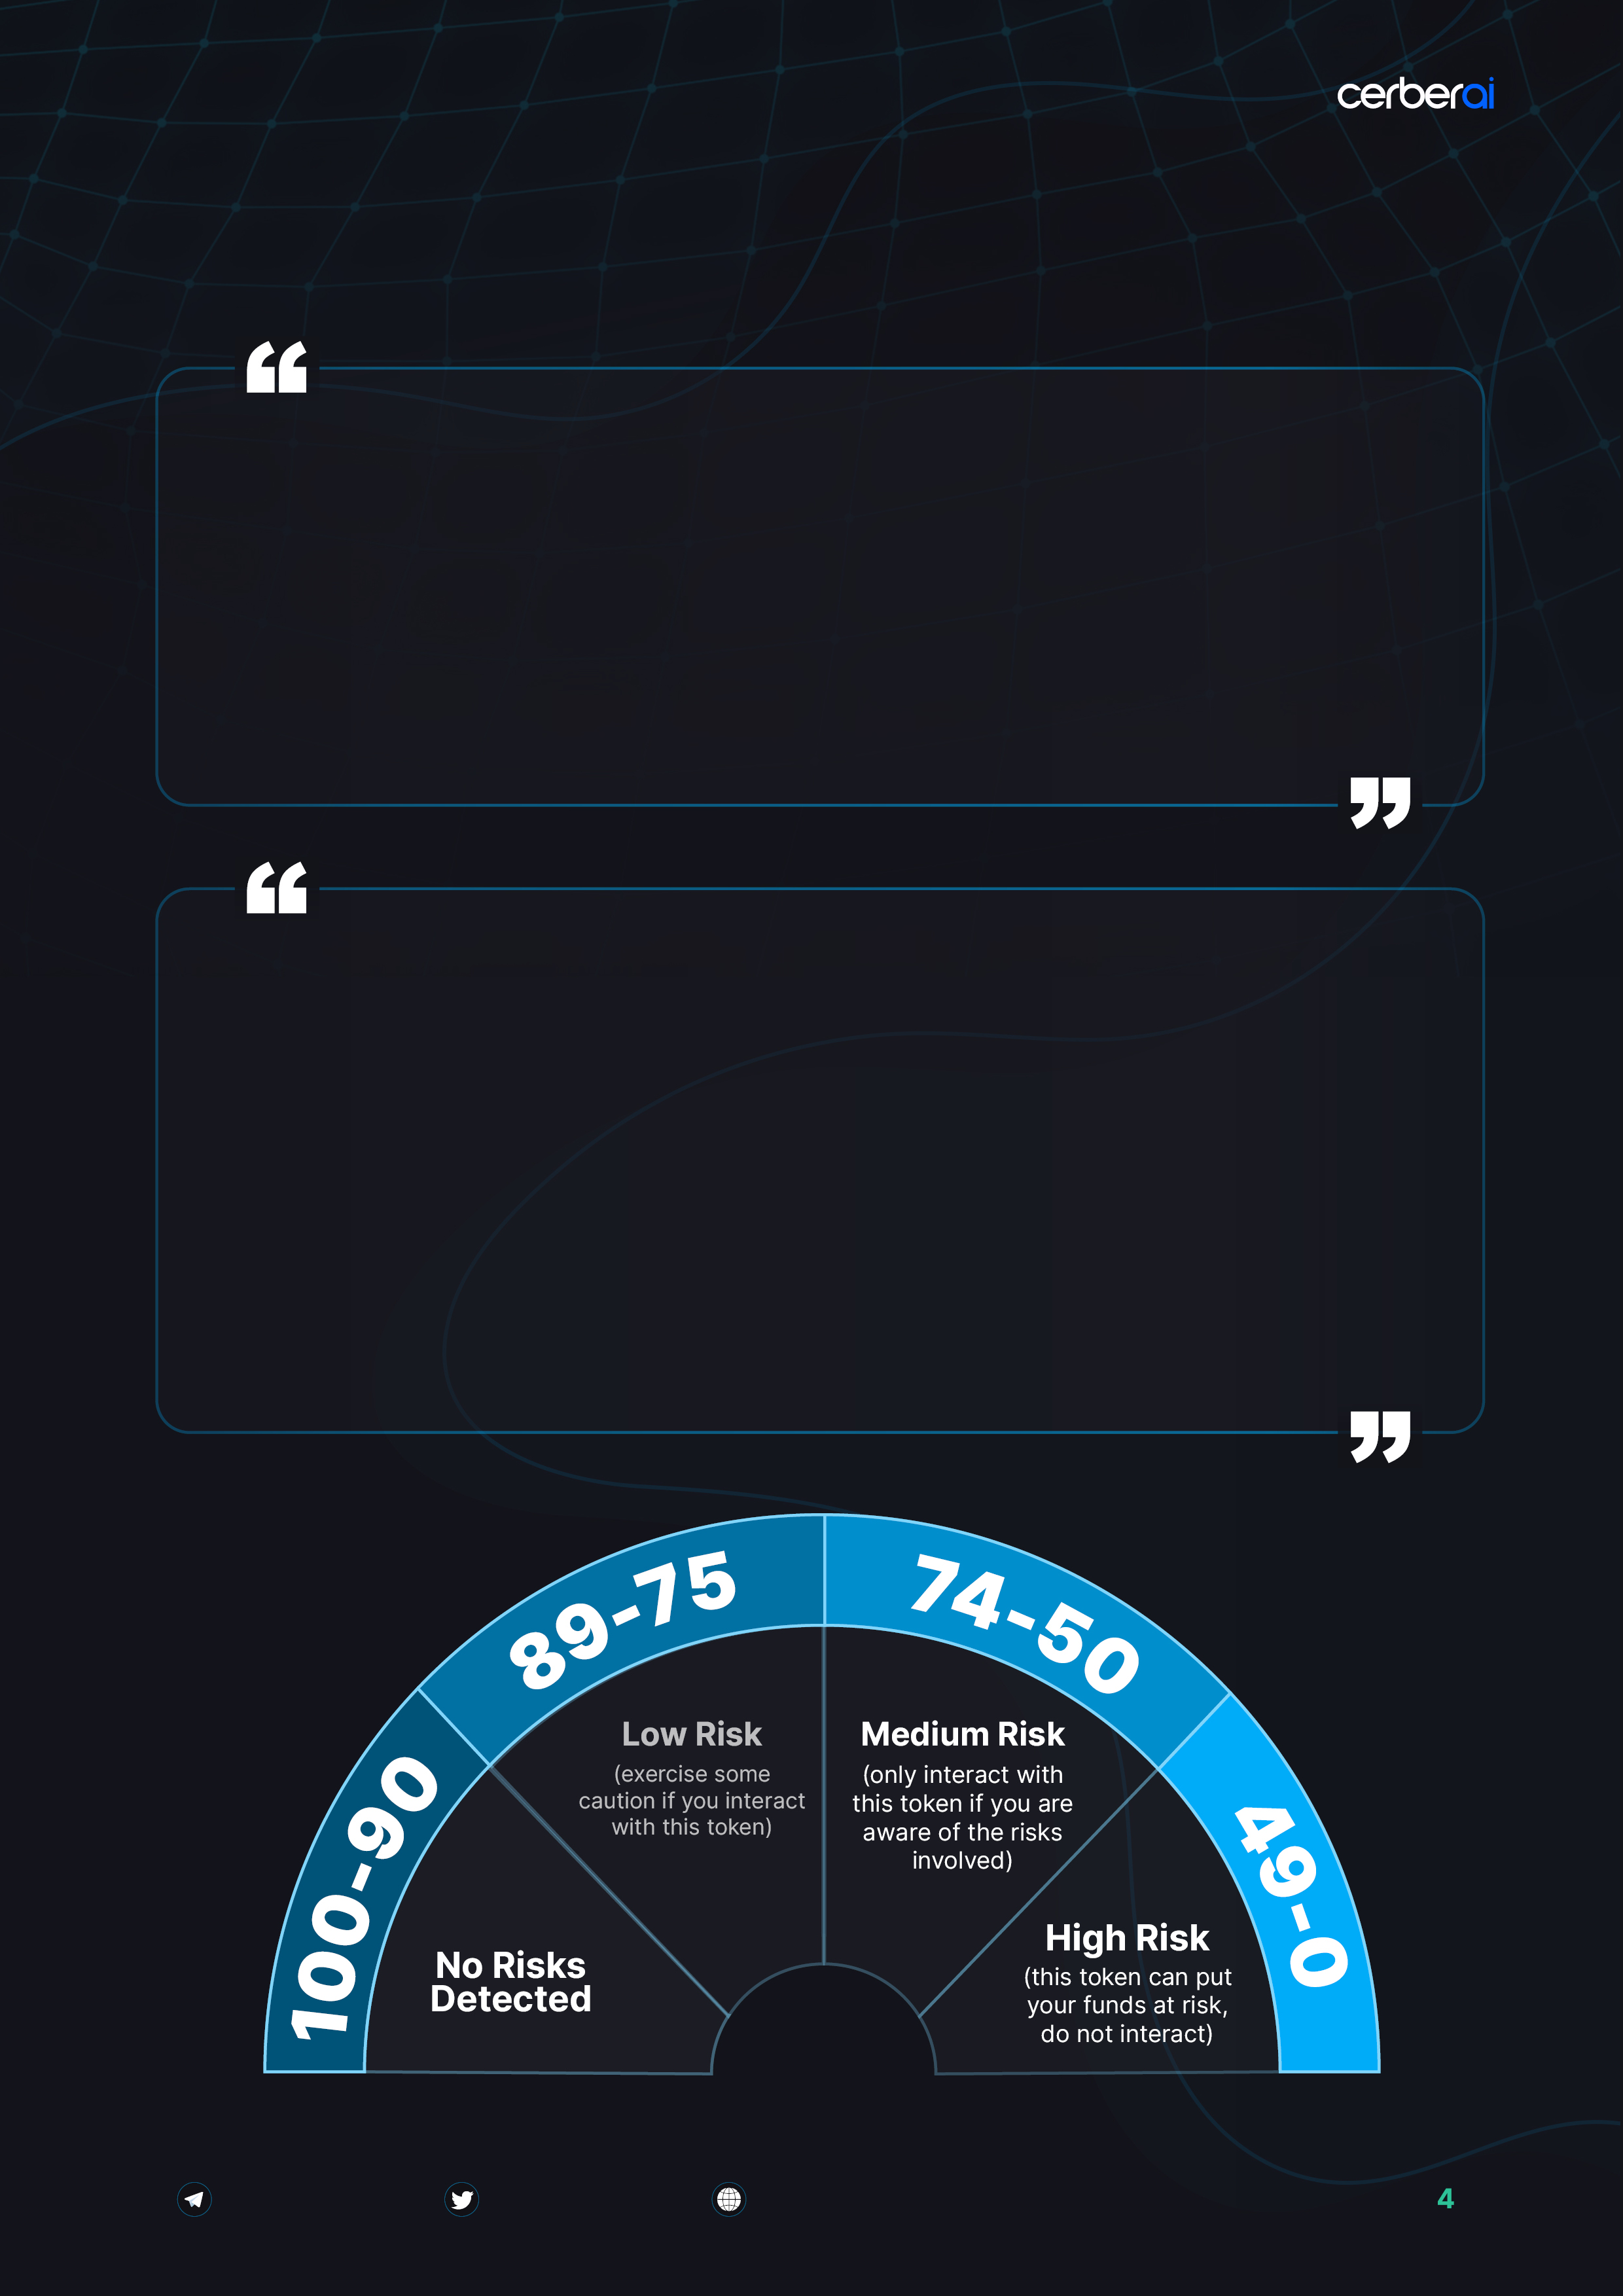 cerberai
“
”
“
”
100-90
89-75
74-50
49-0
No Risks
Detected
Low Risk
(exercise some
caution if you interact
with this token)
Medium Risk
(only interact with
this token if you are
aware of the risks
involved)
High Risk
(this token can put
your funds at risk,
do not interact)
4